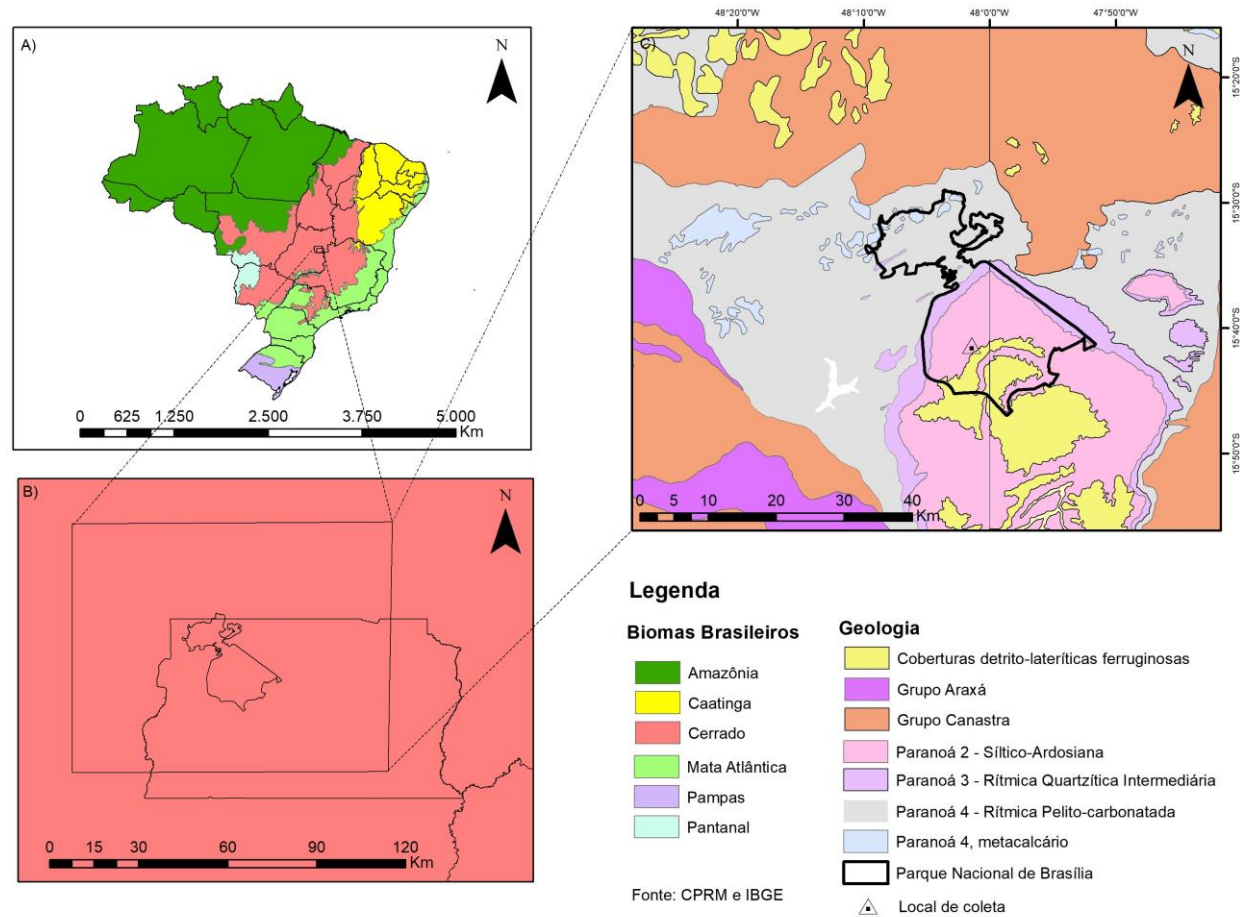 A)
N
0 625 1.250 2.500 3.750 5.000
Km
B)
N
0 15 30 60 90 120
Km
48°20'0"W 48°10'0"W 48°0'0"W 47°50'0"W
C)
N
15°20'0"S
15°30'0"S
15°40'0"S
15°50'0"S
0 5 10 20 30 40
Km
Legenda
Biomas Brasileiros
Amazônia
Caatinga
Cerrado
Mata Atlântica
Pampas
Pantanal
Fonte: CPRM e IBGE
Geologia
Coberturas detrito-lateríticas ferruginosas
Grupo Araxá
Grupo Canastra
Paranoá 2 - Síltico-Ardosiana
Paranoá 3 - Rítmica Quartzítica Intermediária
Paranoá 4 - Rítmica Pelito-carbonatada
Paranoá 4, metacalcário
Parque Nacional de Brasília
Local de coleta